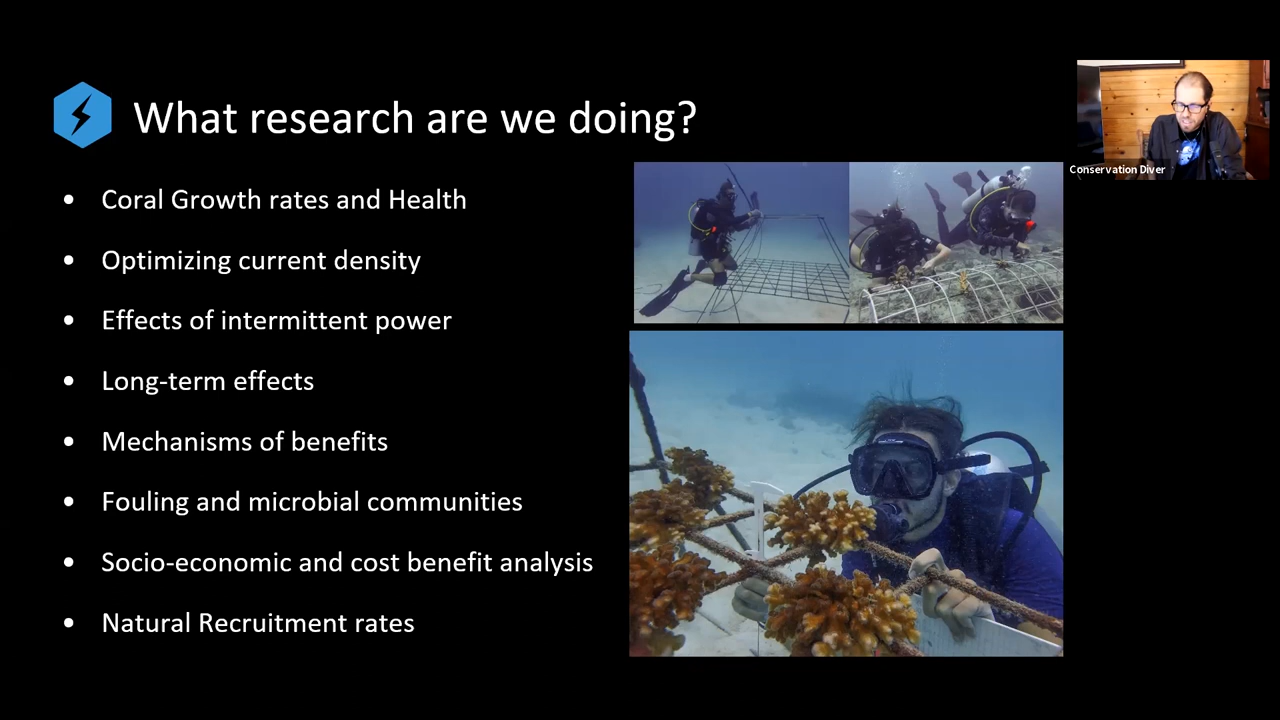 What research are we doing?
Conservation Diver
• Coral Growth rates and Health
• Optimizing current density
• Effects of intermittent power
• Long-term effects
• Mechanisms of benefits
• Fouling and microbial communities
• Socio-economic and cost benefit analysis
• Natural Recruitment rates